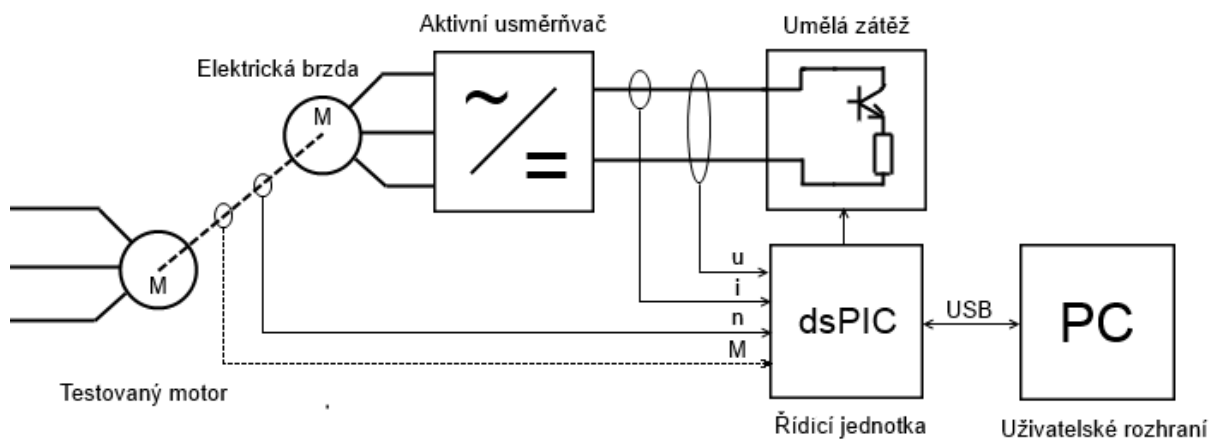 Aktivní usměrňvač
Umělá zátěž
Elektrická brzda
M
~
=
M
u
i
n
M
dsPIC
USB
PC
Testovaný motor
Řídicí jednotka
Uživatelské rozhraní